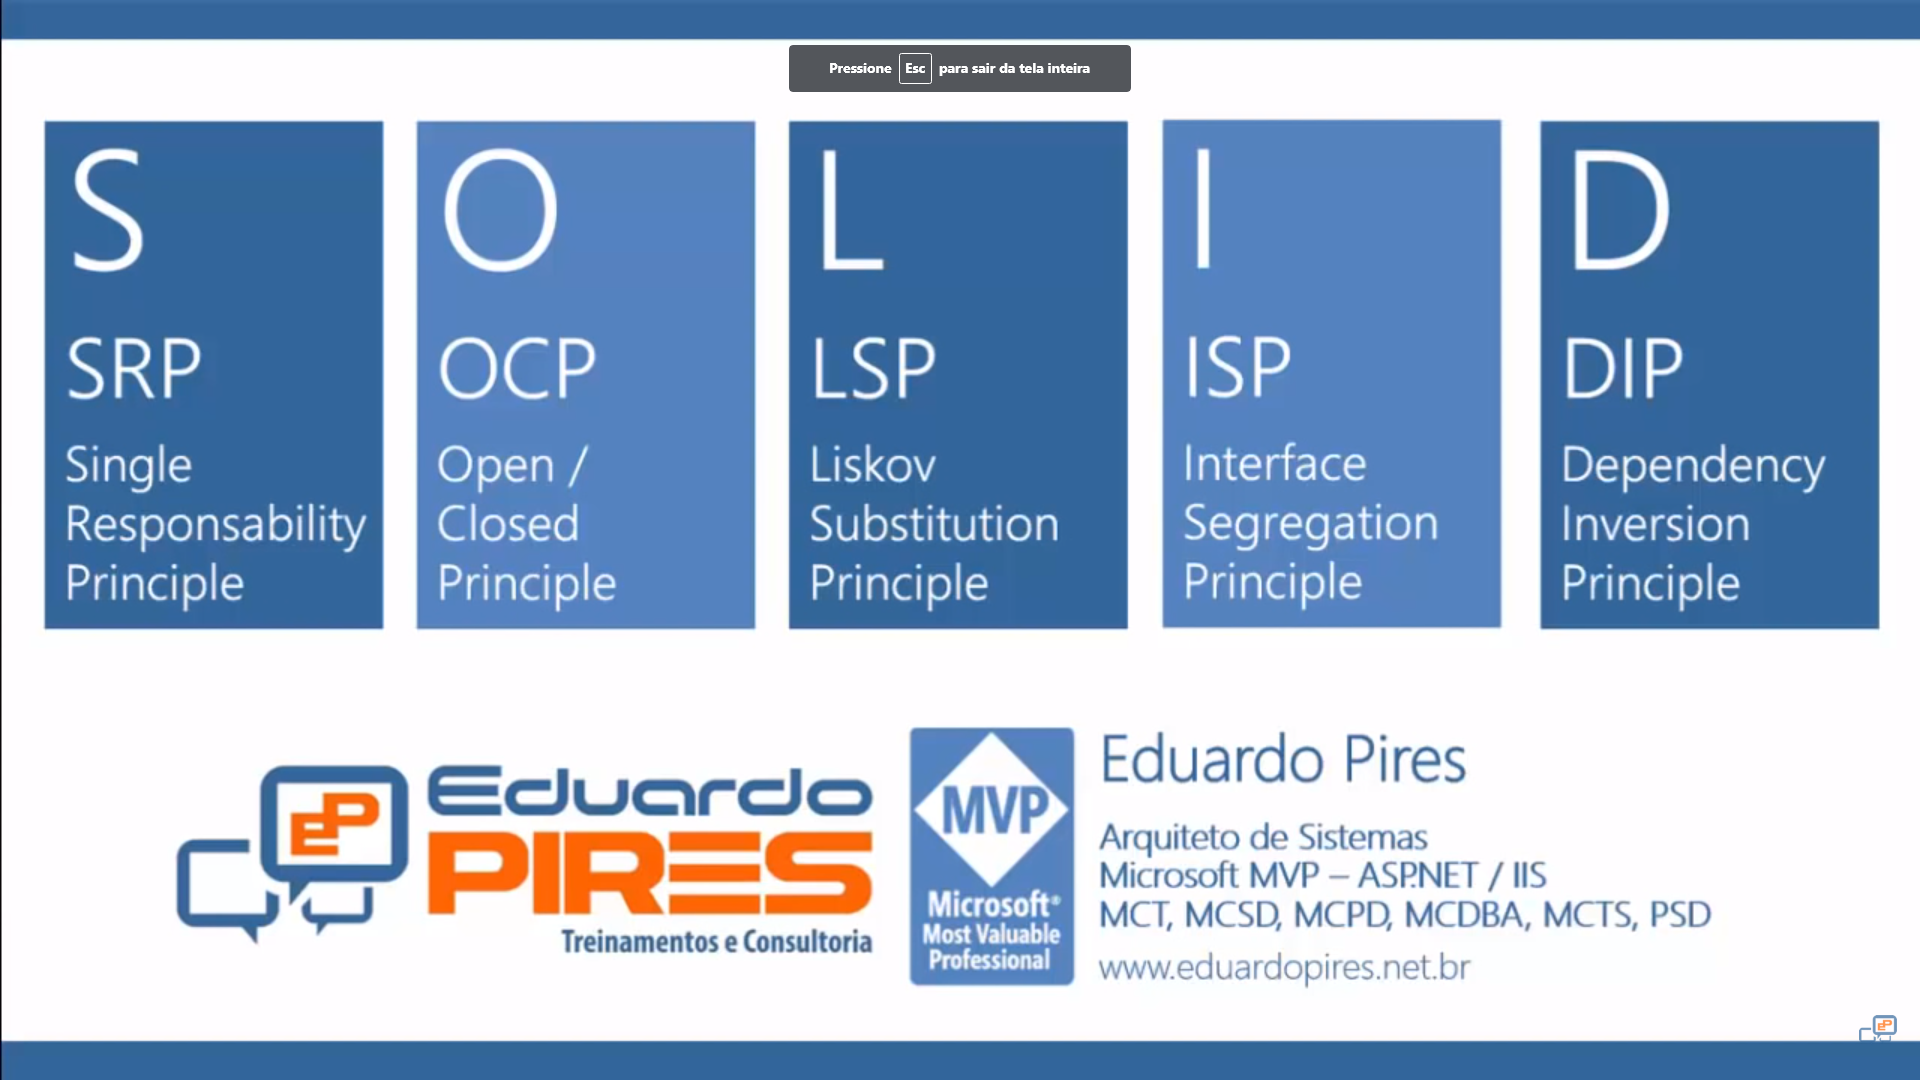 Pressione Esc para sair da tela inteira
S
SRP
Single
Responsability
Principle
O
OCP
Open /
Closed
Principle
L
LSP
Liskov
Substitution
Principle
I
ISP
Interface
Segregation
Principle
D
DIP
Dependency
Inversion
Principle
EP
Eduardo
PIRES
Treinamentos e Consultoria
MVP
Microsoft®
Most Valuable
Professional
Eduardo Pires
Arquiteto de Sistemas
Microsoft MVP – ASP.NET / IIS
MCT, MCSD, MCPD, MCDBA, MCTS, PSD
www.eduardopires.net.br
EP